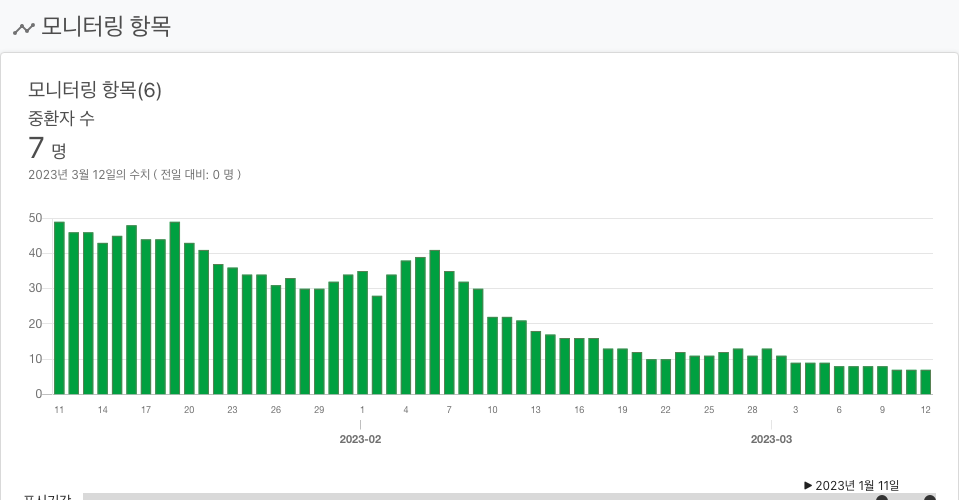 모니터링 항목
모니터링 항목(6)
중환자 수
7 명
2023년 3월 12일의 수치 ( 전일 대비: 0 명 )
50
40
30
20
10
0
11 14 17 20 23 26 29 1 4 7 10 13 16 19 22 25 28 3 6 9 12
2023-02 2023-03
▶ 2023년 1월 11일
표시기간